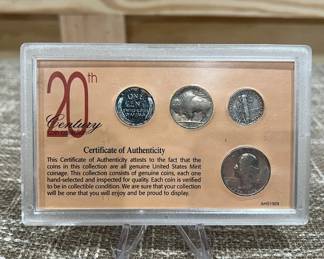 20th
Century
ONE
CENT
Certificate of Authenticity
This Certificate of Authenticity attests to the fact that the
coins in this collection are all genuine United States Mint
coinage. This collection consists of genuine coins, each one
hand-selected and inspected for quality. Each coin is verified
to be in collectible condition. We are sure that your collection
will be one that you will enjoy and be proud to display.